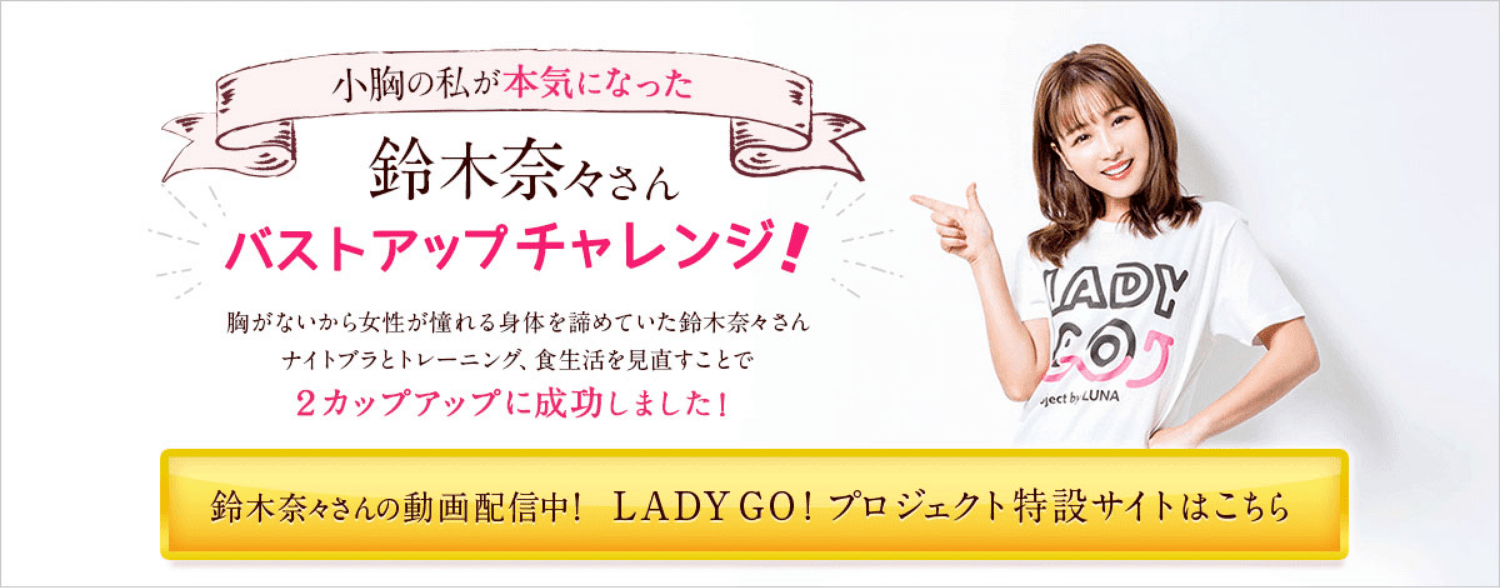 小胸の私が本気になった
鈴木奈々さん
バストアップチャレンジ！
胸がないから女性が憧れる身体を諦めていた鈴木奈々さん
ナイトブラとトレーニング、食生活を見直すことで
２カップアップに成功しました！
LADY
GO
ject by LUNA
鈴木奈々さんの動画配信中！ LADY GO！プロジェクト特設サイトはこちら